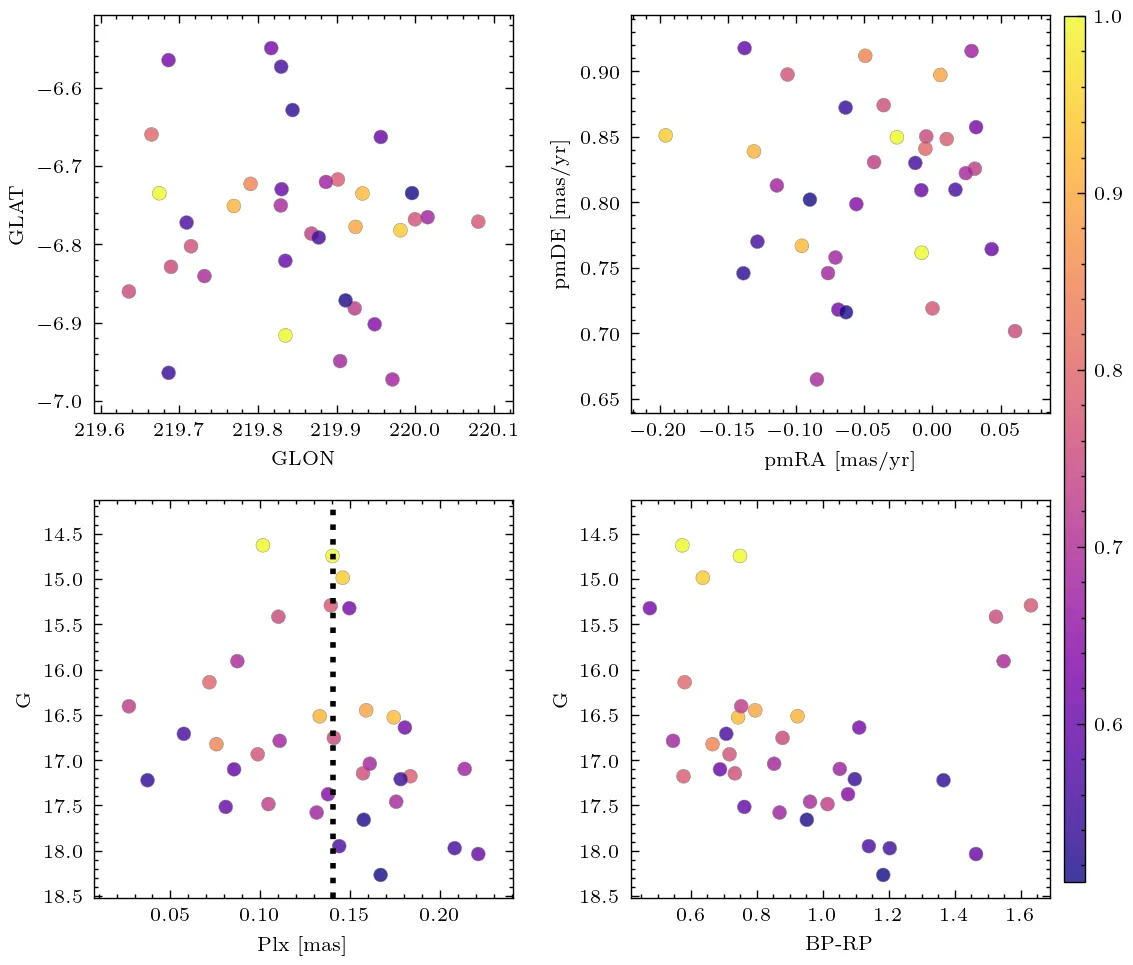 −6.6
−6.7
−6.8
−6.9
−7.0
GLAT
219.6 219.7 219.8 219.9 220.0 220.1
GLON
0.90
0.85
0.80
0.75
0.70
0.65
pmDE [mas/yr]
−0.20 −0.15 −0.10 −0.05 0.00 0.05
pmRA [mas/yr]
1.0
0.9
0.8
0.7
0.6
14.5
15.0
15.5
16.0
16.5
17.0
17.5
18.0
18.5
G
0.05 0.10 0.15 0.20
Plx [mas]
14.5
15.0
15.5
16.0
16.5
17.0
17.5
18.0
18.5
G
0.6 0.8 1.0 1.2 1.4 1.6
BP-RP